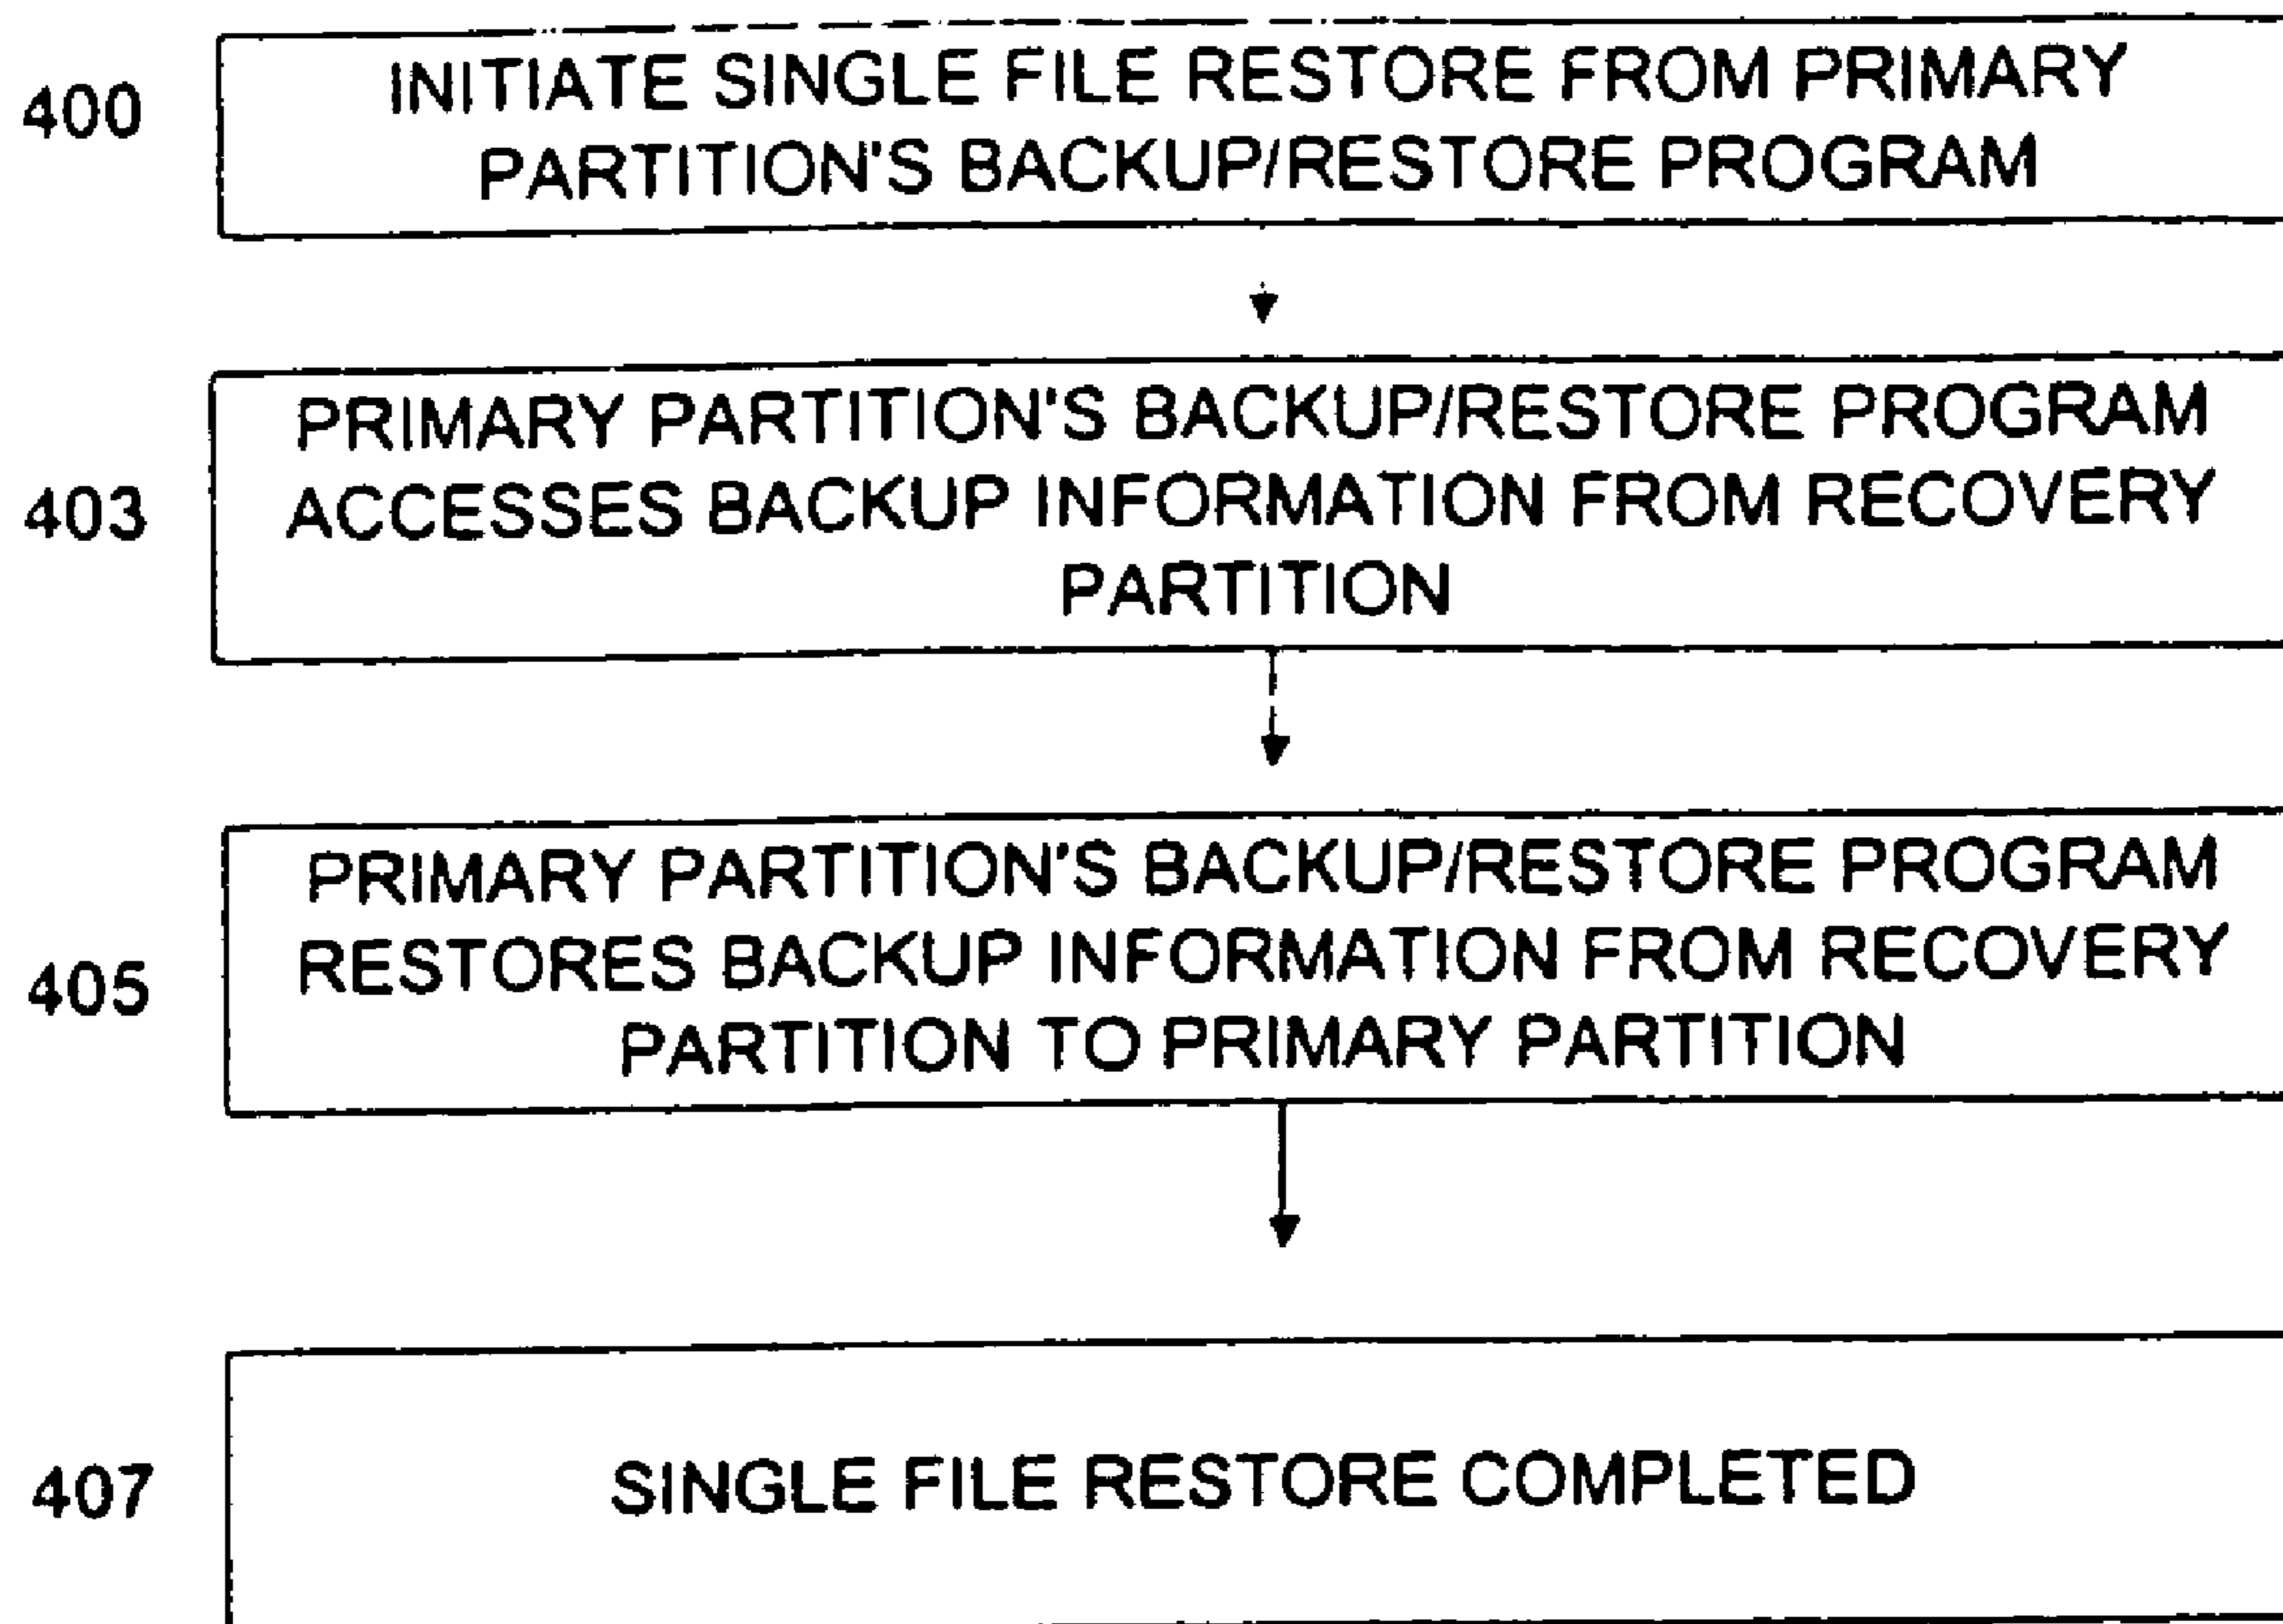 400
INITIATE SINGLE FILE RESTORE FROM PRIMARY
PARTITION'S BACKUP/RESTORE PROGRAM
403
PRIMARY PARTITION'S BACKUP/RESTORE PROGRAM
ACCESSES BACKUP INFORMATION FROM RECOVERY
PARTITION
405
PRIMARY PARTITION'S BACKUP/RESTORE PROGRAM
RESTORES BACKUP INFORMATION FROM RECOVERY
PARTITION TO PRIMARY PARTITION
407
SINGLE FILE RESTORE COMPLETED